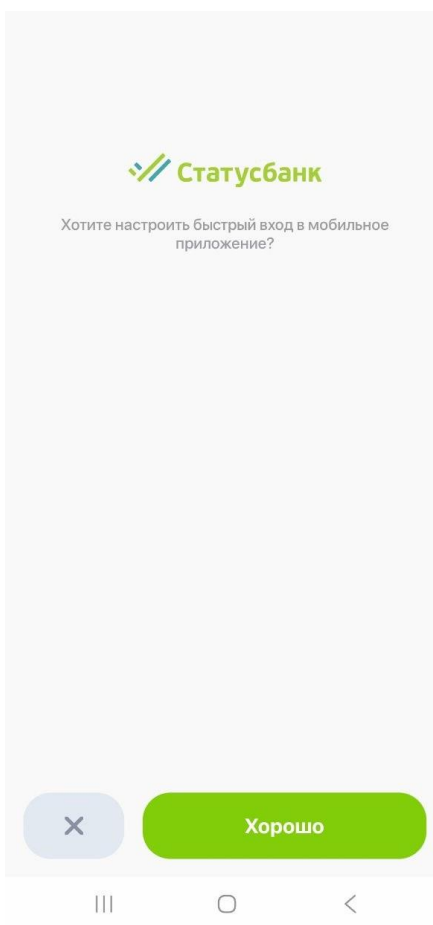 Статусбанк
Хотите настроить быстрый вход в мобильное
приложение?
Хорошо